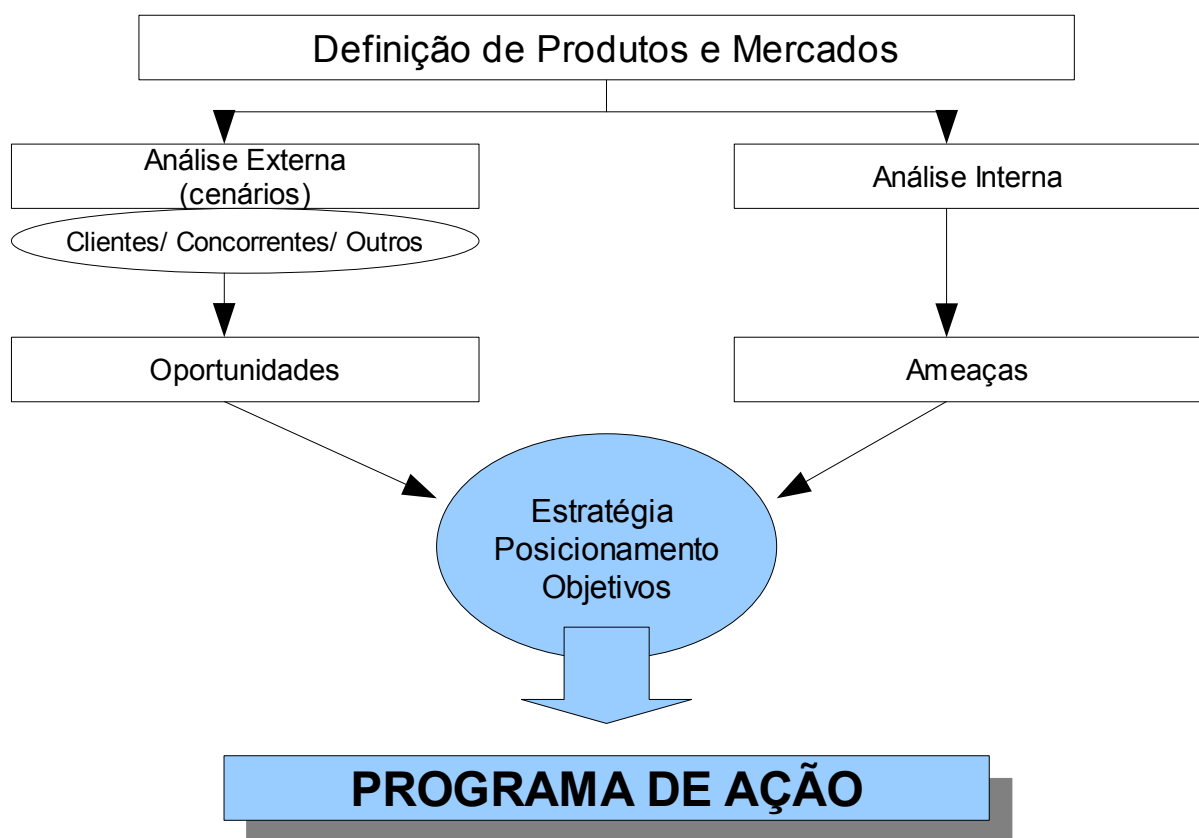 Definição de Produtos e Mercados
Análise Externa
(cenários)
Análise Interna
Clientes/ Concorrentes/ Outros
Oportunidades
Ameaças
Estratégia
Posicionamento
Objetivos
PROGRAMA DE AÇÃO